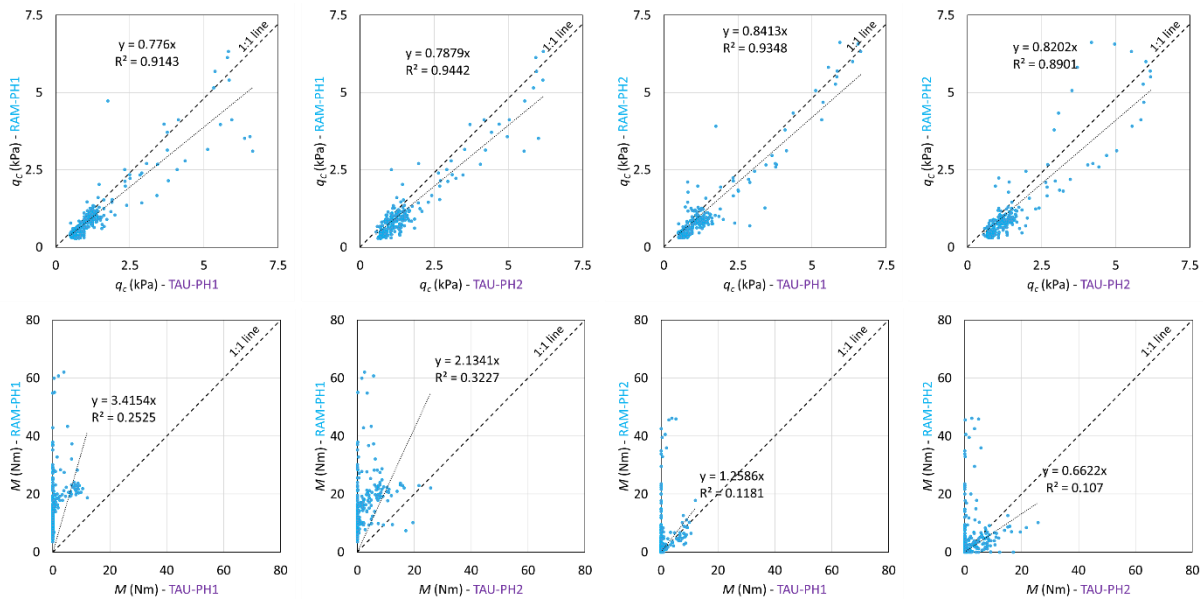 7.5
5
2.5
0
0
2.5
5
7.5
y = 0.776x
R² = 0.9143
1:1 line
qc (kPa) - RAM-PH1
qc (kPa) - TAU-PH1
7.5
5
2.5
0
0
2.5
5
7.5
y = 0.7879x
R² = 0.9442
1:1 line
qc (kPa) - RAM-PH1
qc (kPa) - TAU-PH2
7.5
5
2.5
0
0
2.5
5
7.5
y = 0.8413x
R² = 0.9348
1:1 line
qc (kPa) - RAM-PH2
qc (kPa) - TAU-PH1
7.5
5
2.5
0
0
2.5
5
7.5
y = 0.8202x
R² = 0.8901
1:1 line
qc (kPa) - RAM-PH2
qc (kPa) - TAU-PH2
80
60
40
20
0
0
20
40
60
80
y = 3.4154x
R² = 0.2525
1:1 line
M (Nm) - RAM-PH1
M (Nm) - TAU-PH1
80
60
40
20
0
0
20
40
60
80
y = 2.1341x
R² = 0.3227
1:1 line
M (Nm) - RAM-PH1
M (Nm) - TAU-PH2
80
60
40
20
0
0
20
40
60
80
y = 1.2586x
R² = 0.1181
1:1 line
M (Nm) - RAM-PH2
M (Nm) - TAU-PH1
80
60
40
20
0
0
20
40
60
80
y = 0.6622x
R² = 0.107
1:1 line
M (Nm) - RAM-PH2
M (Nm) - TAU-PH2